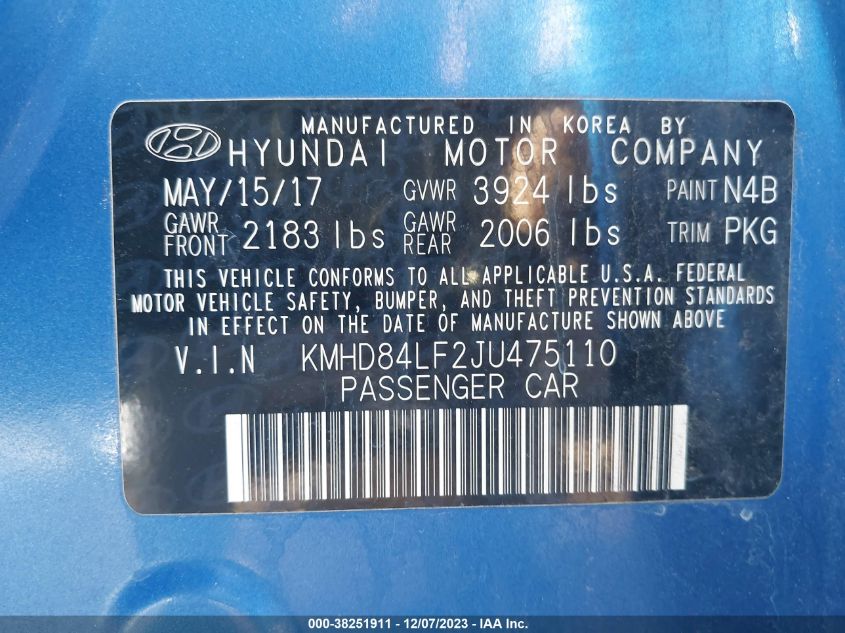 MANUFACTURED IN KOREA BY
HYUNDAI MOTOR COMPANY
MAY/15/17 GVWR 3924 lbs PAINT N4B
GAWR FRONT 2183 lbs GAWR REAR 2006 lbs TRIM PKG
THIS VEHICLE CONFORMS TO ALL APPLICABLE U.S.A. FEDERAL
MOTOR VEHICLE SAFETY, BUMPER, AND THEFT PREVENTION STANDARDS
IN EFFECT ON THE DATE OF MANUFACTURE SHOWN ABOVE
V.I.N KMHD84LF2JU475110
PASSENGER CAR
000-38251911 - 12/07/2023 - IAA Inc.